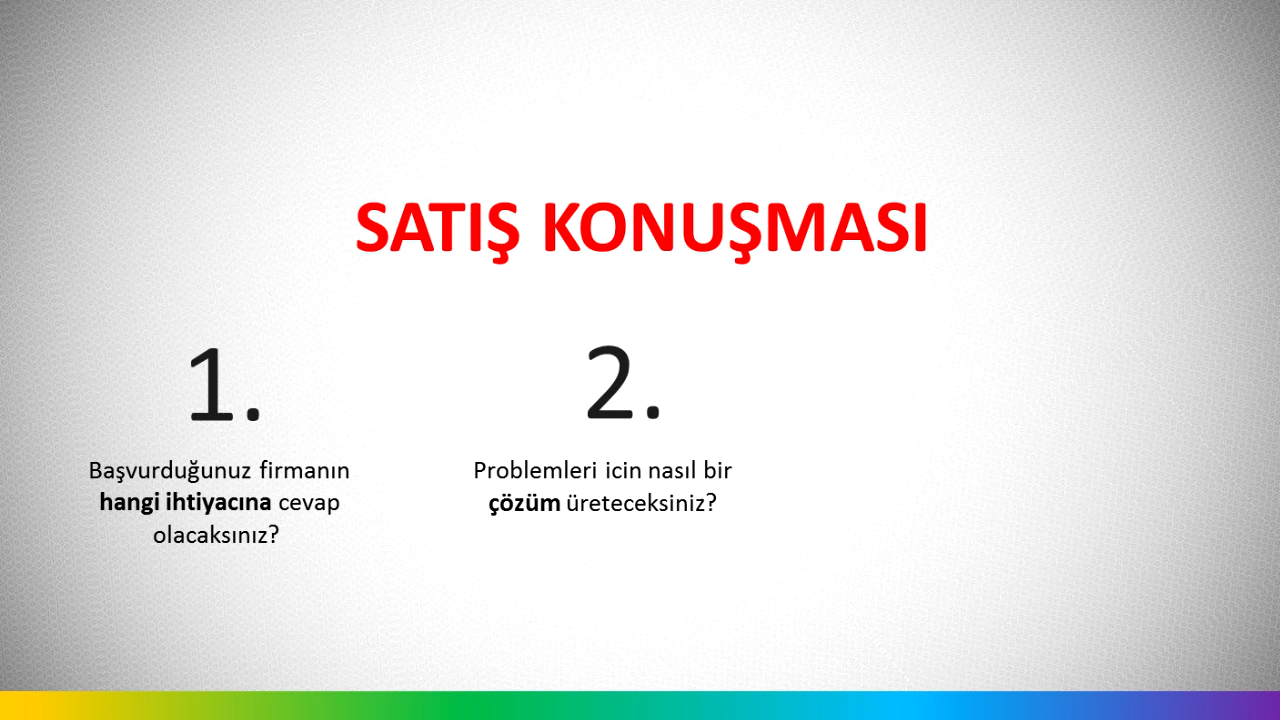 SATIŞ KONUŞMASI
1.
Başvurduğunuz firmanın
hangi ihtiyacına cevap
olacaksınız?
2.
Problemleri icin nasıl bir
çözüm üreteceksiniz?